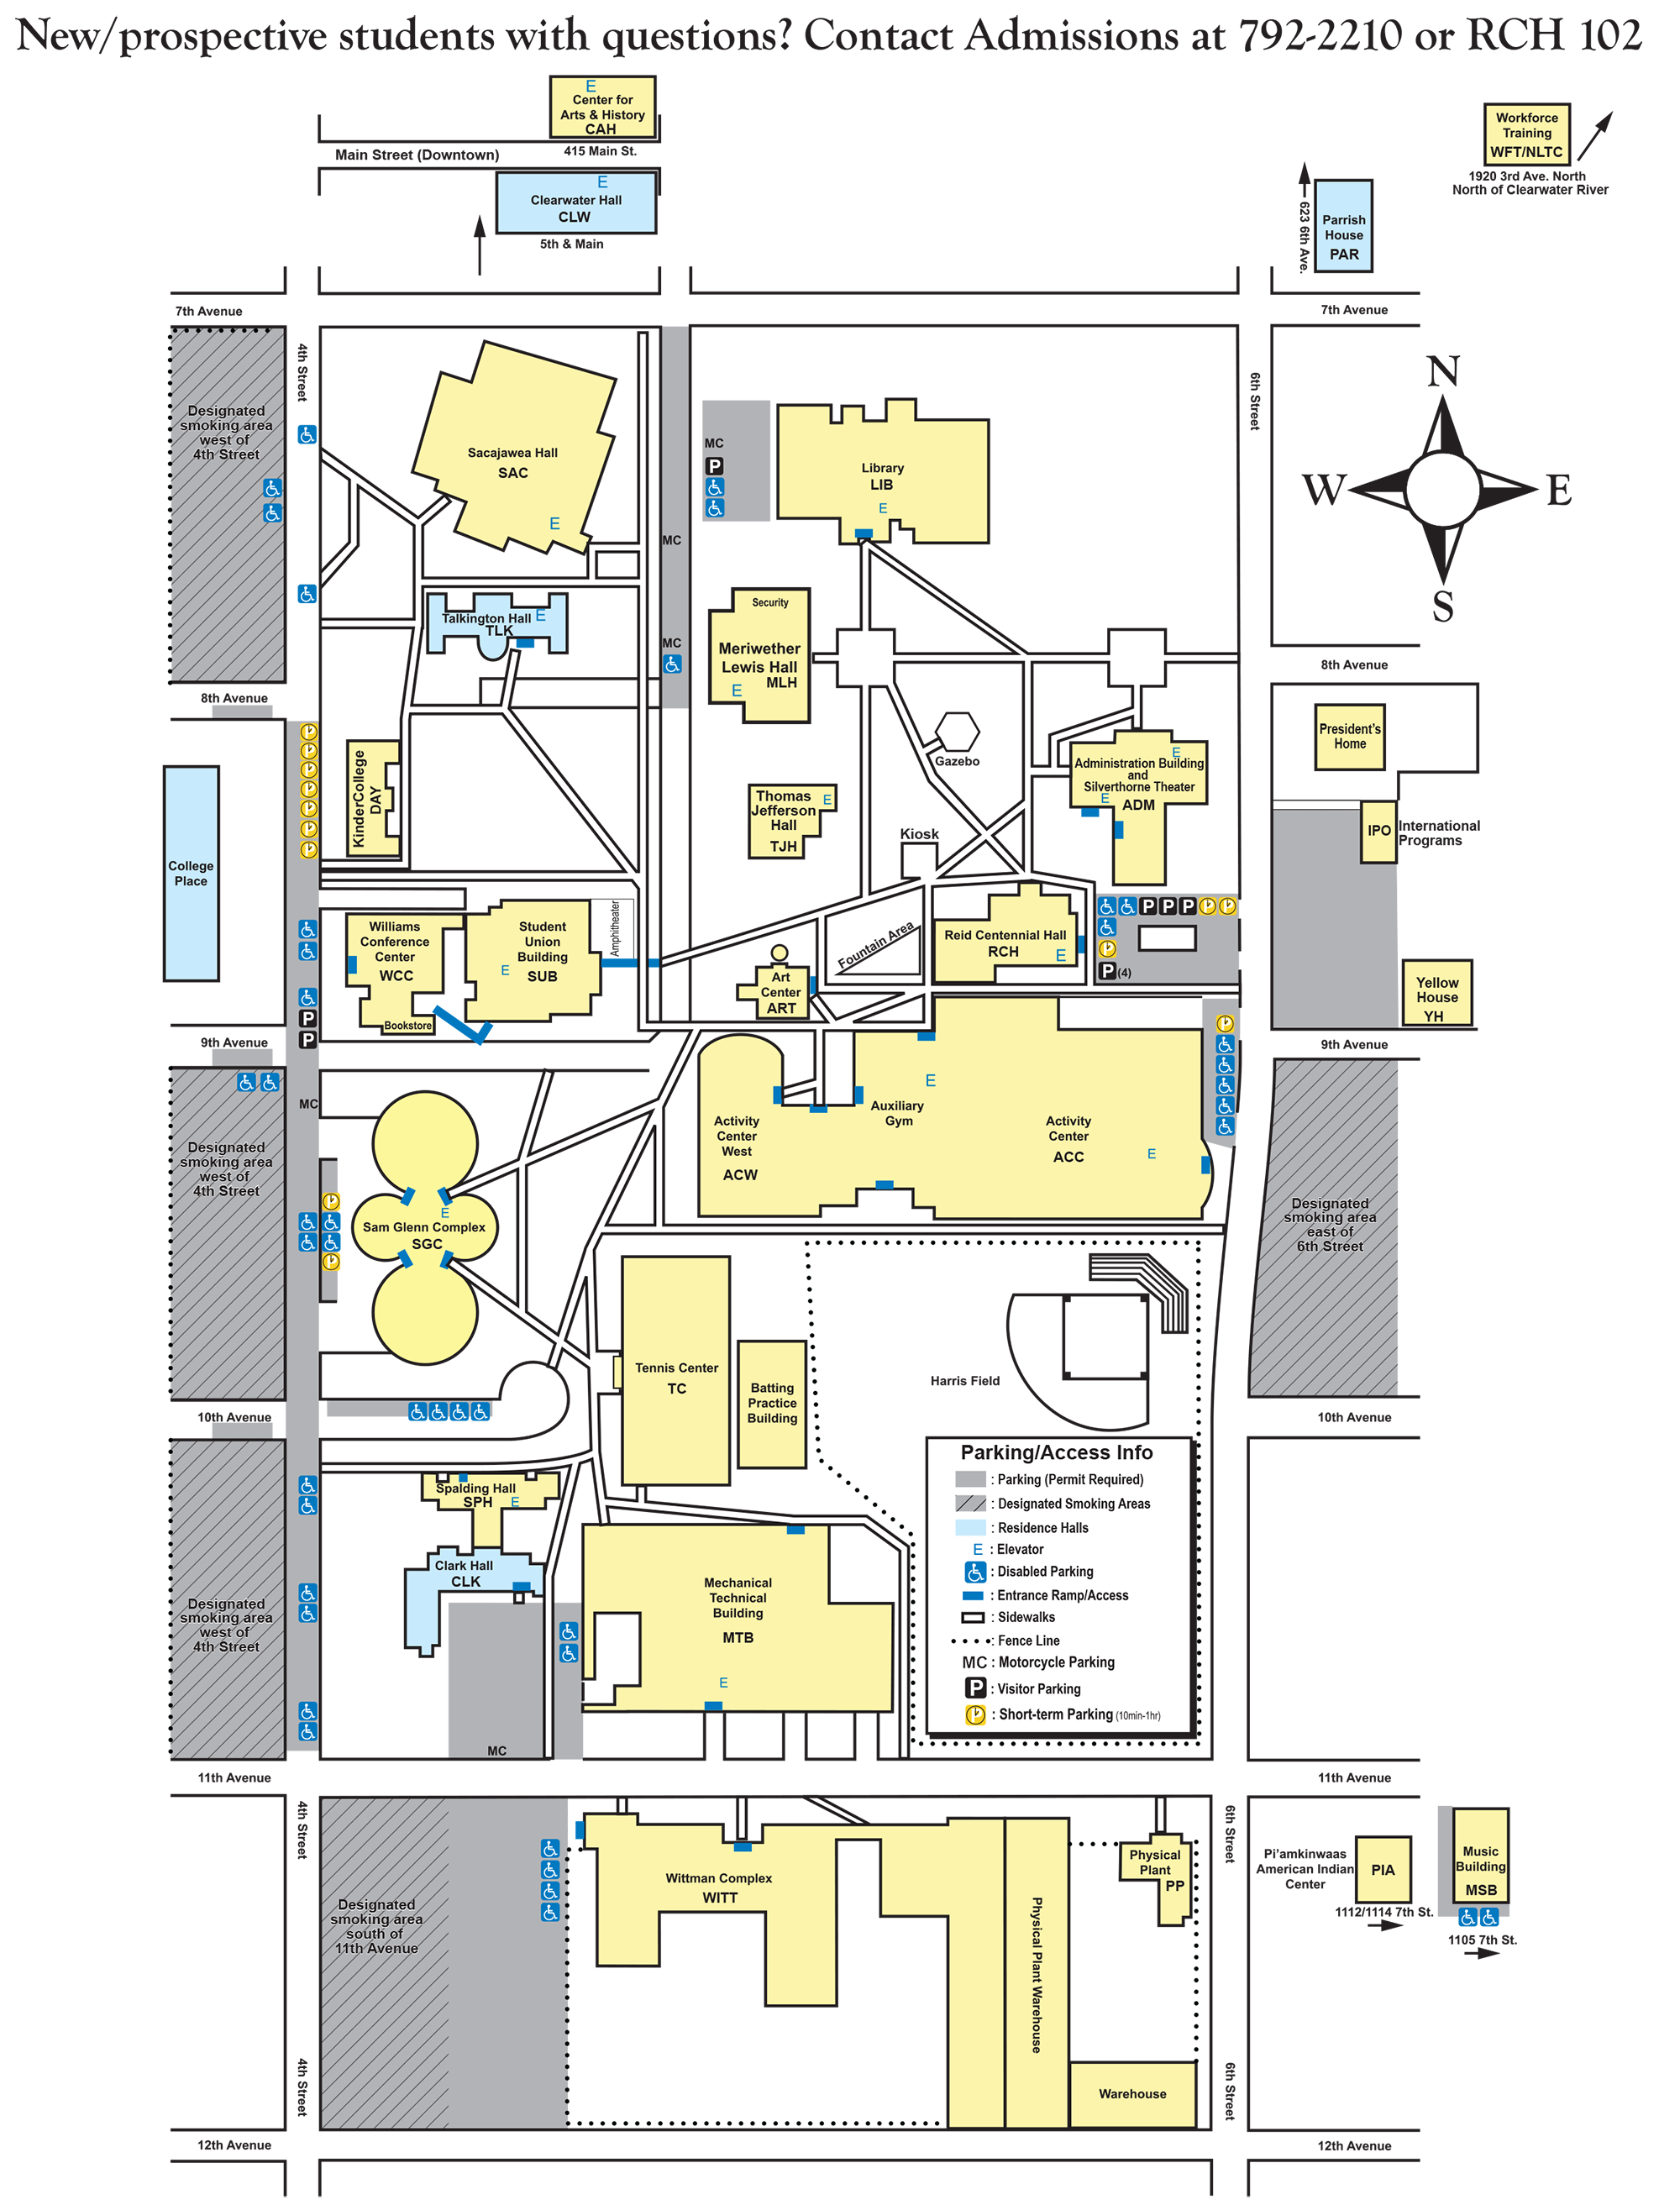 New/prospective students with questions? Contact Admissions at 792-2210 or RCH 102
E
Center for
Arts & History
CAH
415 Main St.
Main Street (Downtown)
E
Clearwater Hall
CLW
5th & Main
Workforce
Training
WFT/NLTC
1920 3rd Ave. North
North of Clearwater River
623 6th Ave.
Parrish
House
PAR
7th Avenue
7th Avenue
4th Street
6th Street
Designated
smoking area
west of
4th Street
Sacajawea Hall
SAC
E
MC
P
Library
LIB
E
MC
N
W
E
S
Talkington Hall
TLK
E
MC
Security
Meriwether
Lewis Hall
MLH
E
8th Avenue
8th Avenue
President's
Home
Gazebo
E
Administration Building
and
Silverthorne Theater
E
ADM
KinderCollege
DAY
P
P
P
P
P
P
P
Thomas
Jefferson
Hall
TJH
E
Kiosk
IPO
International
Programs
College
Place
Williams
Conference
Center
WCC
Bookstore
Student
Union
Building
SUB
E
Amphitheater
Fountain Area
Reid Centennial Hall
RCH
E
P
P
P
P
P
P
P (4)
Art
Center
ART
Yellow
House
YH
P
P
9th Avenue
9th Avenue
MC
P
Designated
smoking area
west of
4th Street
Activity
Center
West
ACW
E
Auxiliary
Gym
Activity
Center
ACC
E
P
P
E
Sam Glenn Complex
SGC
Designated
smoking area
east of
6th Street
Tennis Center
TC
Batting
Practice
Building
Harris Field
10th Avenue
10th Avenue
Spalding Hall
SPH
E
Clark Hall
CLK
Designated
smoking area
west of
4th Street
Mechanical
Technical
Building
MTB
E
MC
Parking/Access Info
: Parking (Permit Required)
: Designated Smoking Areas
: Residence Halls
E : Elevator
: Disabled Parking
: Entrance Ramp/Access
: Sidewalks
: Fence Line
MC : Motorcycle Parking
P : Visitor Parking
P : Short-term Parking (10min-1hr)
11th Avenue
11th Avenue
4th Street
6th Street
Designated
smoking area
south of
11th Avenue
Wittman Complex
WITT
Physical Plant Warehouse
Physical
Plant
PP
Pi'amkinwaas
American Indian
Center
PIA
1112/1114 7th St.
Music
Building
MSB
1105 7th St.
4th Street
6th Street
Warehouse
12th Avenue
12th Avenue